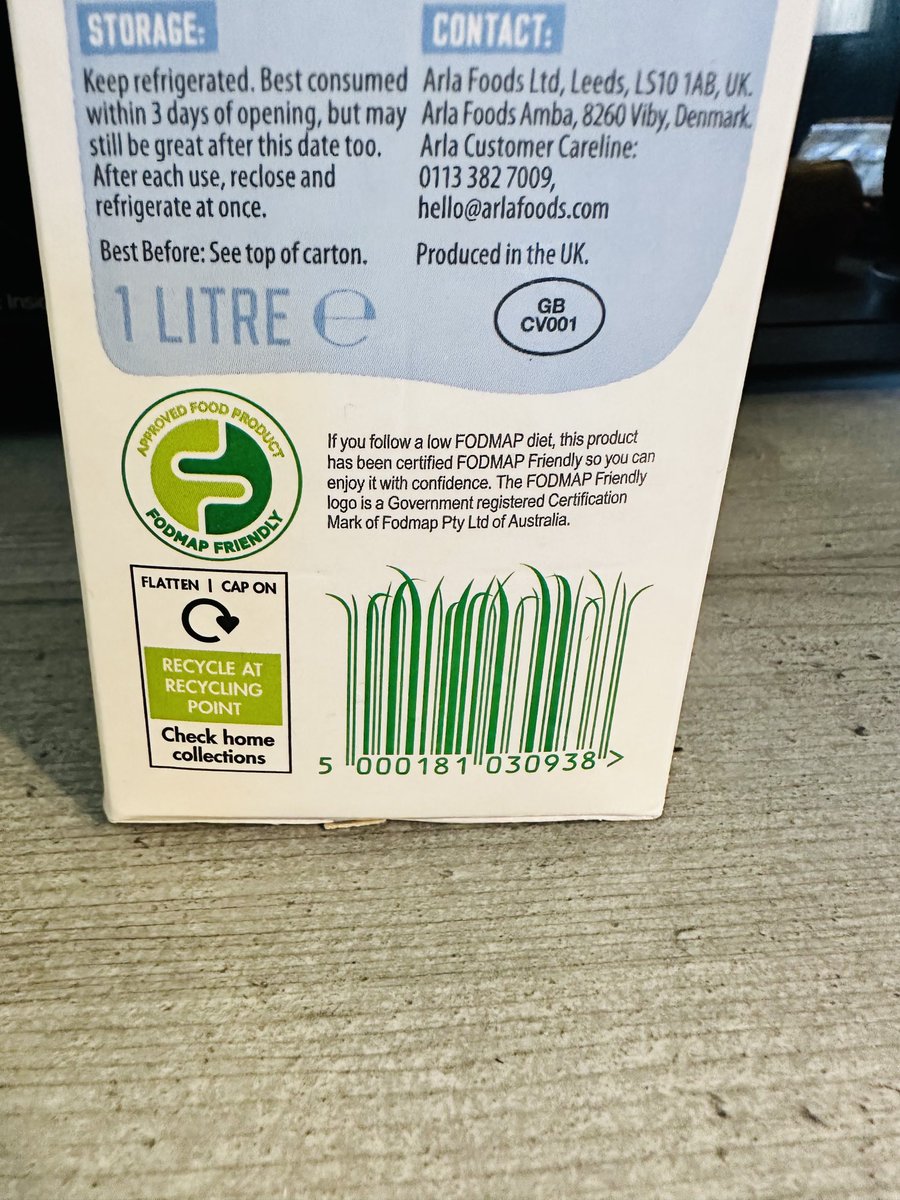 STORAGE:
Keep refrigerated. Best consumed
within 3 days of opening, but may
still be great after this date too.
After each use, reclose and
refrigerate at once.
Best Before: See top of carton.
1 LITRE ℮
CONTACT:
Arla Foods Ltd, Leeds, LS10 1AB, UK.
Arla Foods Amba, 8260 Viby, Denmark.
Arla Customer Careline:
0113 382 7009,
hello@arlafoods.com
Produced in the UK.
GB
CV001
APPROVED FOOD PRODUCT
FODMAP FRIENDLY
If you follow a low FODMAP diet, this product
has been certified FODMAP Friendly so you can
enjoy it with confidence. The FODMAP Friendly
logo is a Government registered Certification
Mark of Fodmap Pty Ltd of Australia.
FLATTEN | CAP ON
RECYCLE AT
RECYCLING
POINT
Check home
collections
5 000181 030938 >